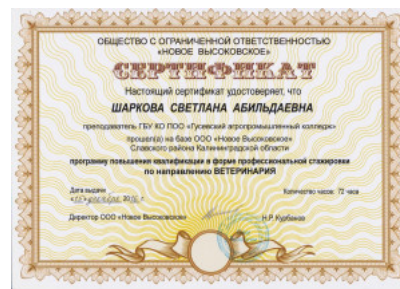 ОБЩЕСТВО С ОГРАНИЧЕННОЙ ОТВЕТСТВЕННОСТЬЮ
«НОВОЕ ВЫСОКОВСКОЕ»
СЕРТИФИКАТ
Настоящий сертификат удостоверяет, что
ШАРКОВА СВЕТЛАНА АБИЛЬДАЕВНА
преподаватель ГБУ КО ПОО «Гусевский агропромышленный колледж»
прошел(а) на базе ООО «Новое Высоковское»
Славского района Калининградской области
программу повышения квалификации в форме профессиональной стажировки
по направлению ВЕТЕРИНАРИЯ
Дата выдачи
Количество часов: 72 часа
Директор ООО «Новое Высоковское»
Н.Р. Курбанов